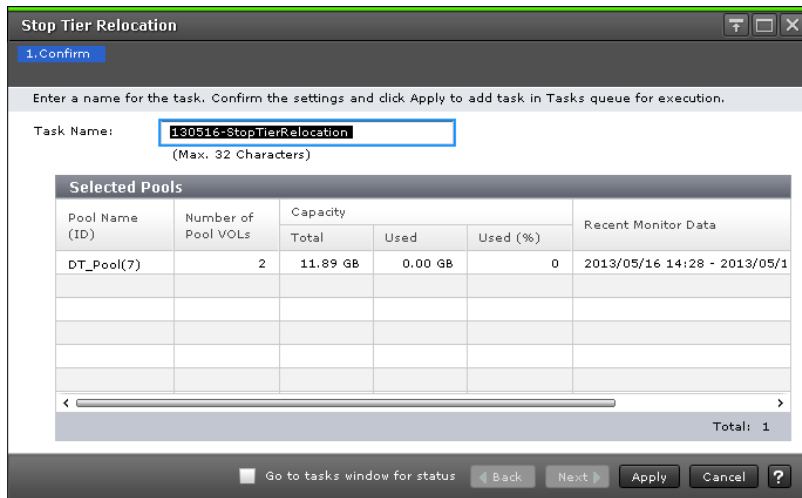 Stop Tier Relocation
1.Confirm
Enter a name for the task. Confirm the settings and click Apply to add task in Tasks queue for execution.
Task Name: 130516-StopTierRelocation
(Max. 32 Characters)
Selected Pools
Pool Name (ID) Number of Pool VOLs Capacity Recent Monitor Data
Total Used Used (%)
DT_Pool(7) 2 11.89 GB 0.00 GB 0 2013/05/16 14:28 - 2013/05/1
Total: 1
Go to tasks window for status Back Next Apply Cancel ?